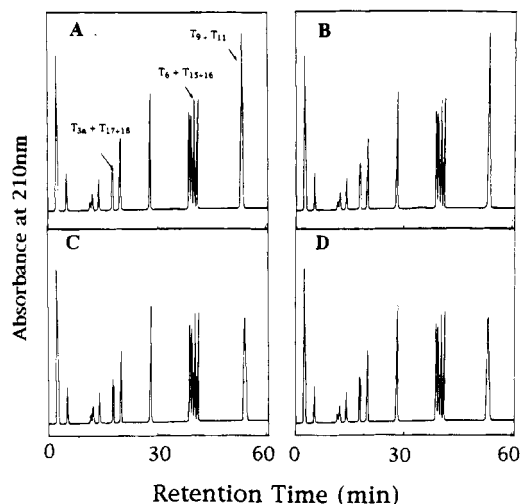 A
T9 - T11
T6 + T15+16
T3a + T17+18
B
C
D
Absorbance at 210nm
0 30 60
0 30 60
Retention Time (min)